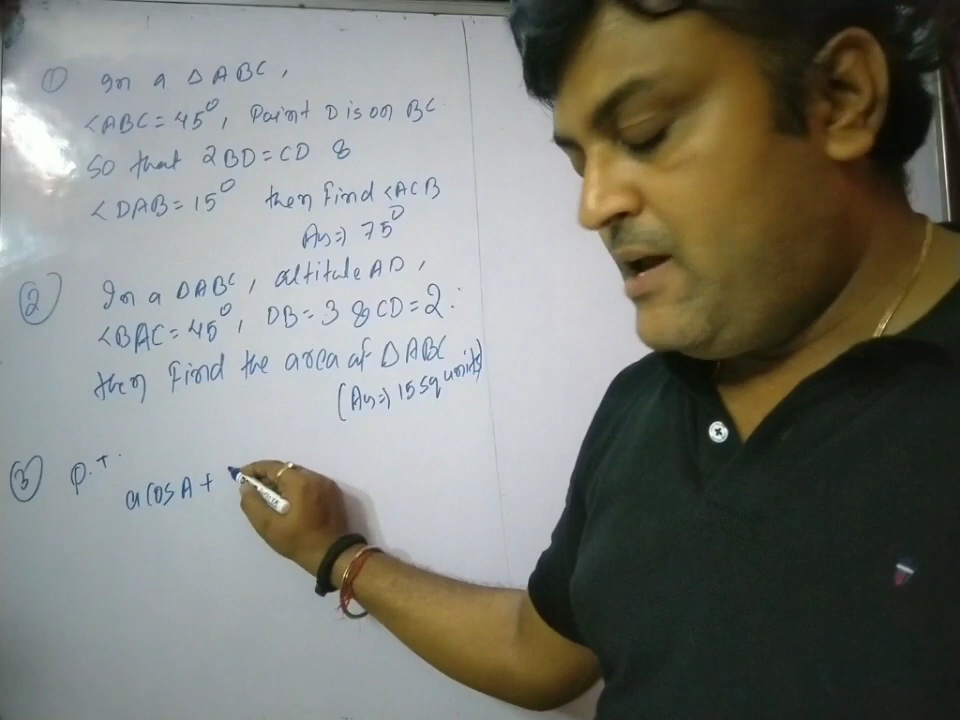 ① In a ΔABC,
<ABC = 45°, Point D is on BC.
So that 2BD = CD &
<DAB = 15° then Find <ACB
Ans ⇒ 75°
② In a ΔABC, altitule AD,
<BAC = 45°, DB = 3 & CD = 2.
then Find the area of ΔABC
(Ans ⇒ 15 sq units)
③ P.T.
a cos A +